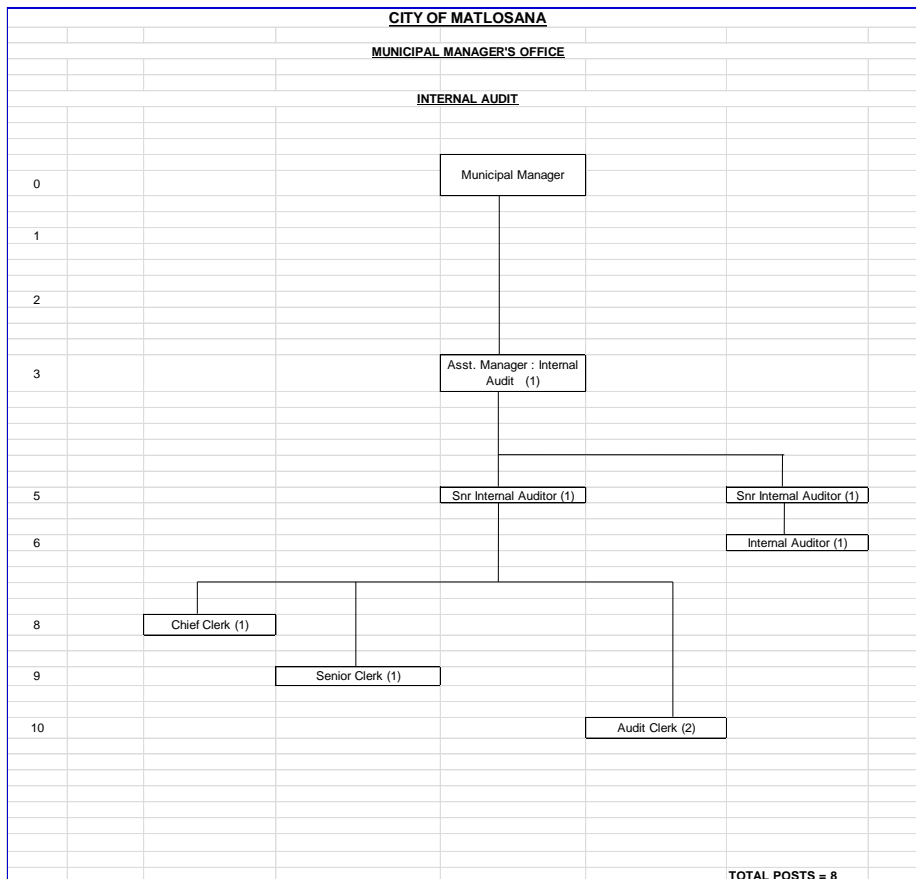 CITY OF MATLOSANA
MUNICIPAL MANAGER'S OFFICE
INTERNAL AUDIT
0
Municipal Manager
1
2
3
Asst. Manager : Internal
Audit (1)
5
Snr Internal Auditor (1)
Snr Internal Auditor (1)
6
Internal Auditor (1)
8
Chief Clerk (1)
9
Senior Clerk (1)
10
Audit Clerk (2)
TOTAL POSTS = 8